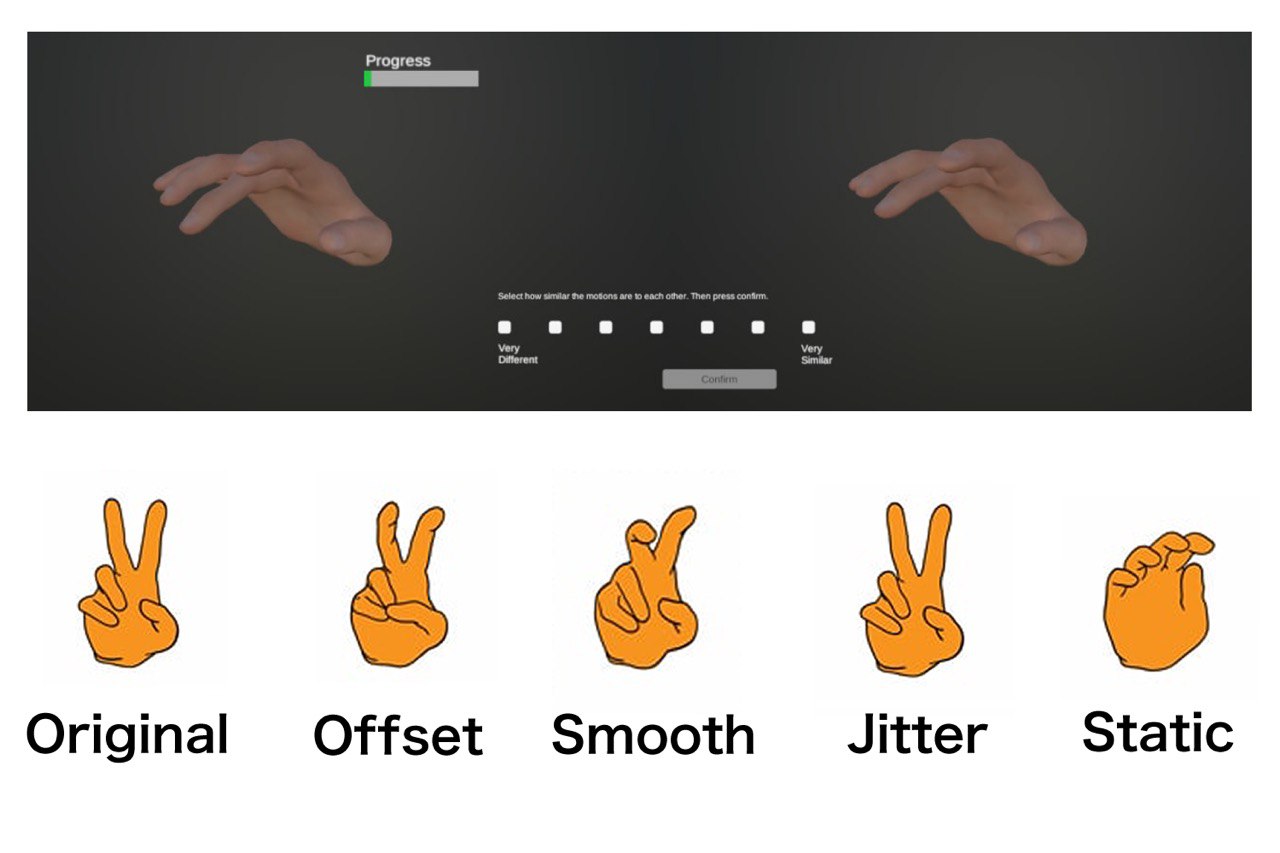 Progress
Select how similar the motions are to each other. Then press confirm.
Very
Different
Very
Similar
Confirm
Original
Offset
Smooth
Jitter
Static